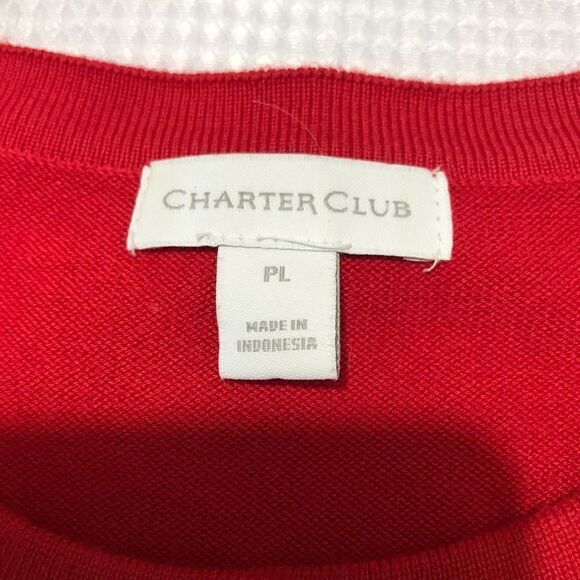 CHARTER CLUB
PL
MADE IN
INDONESIA